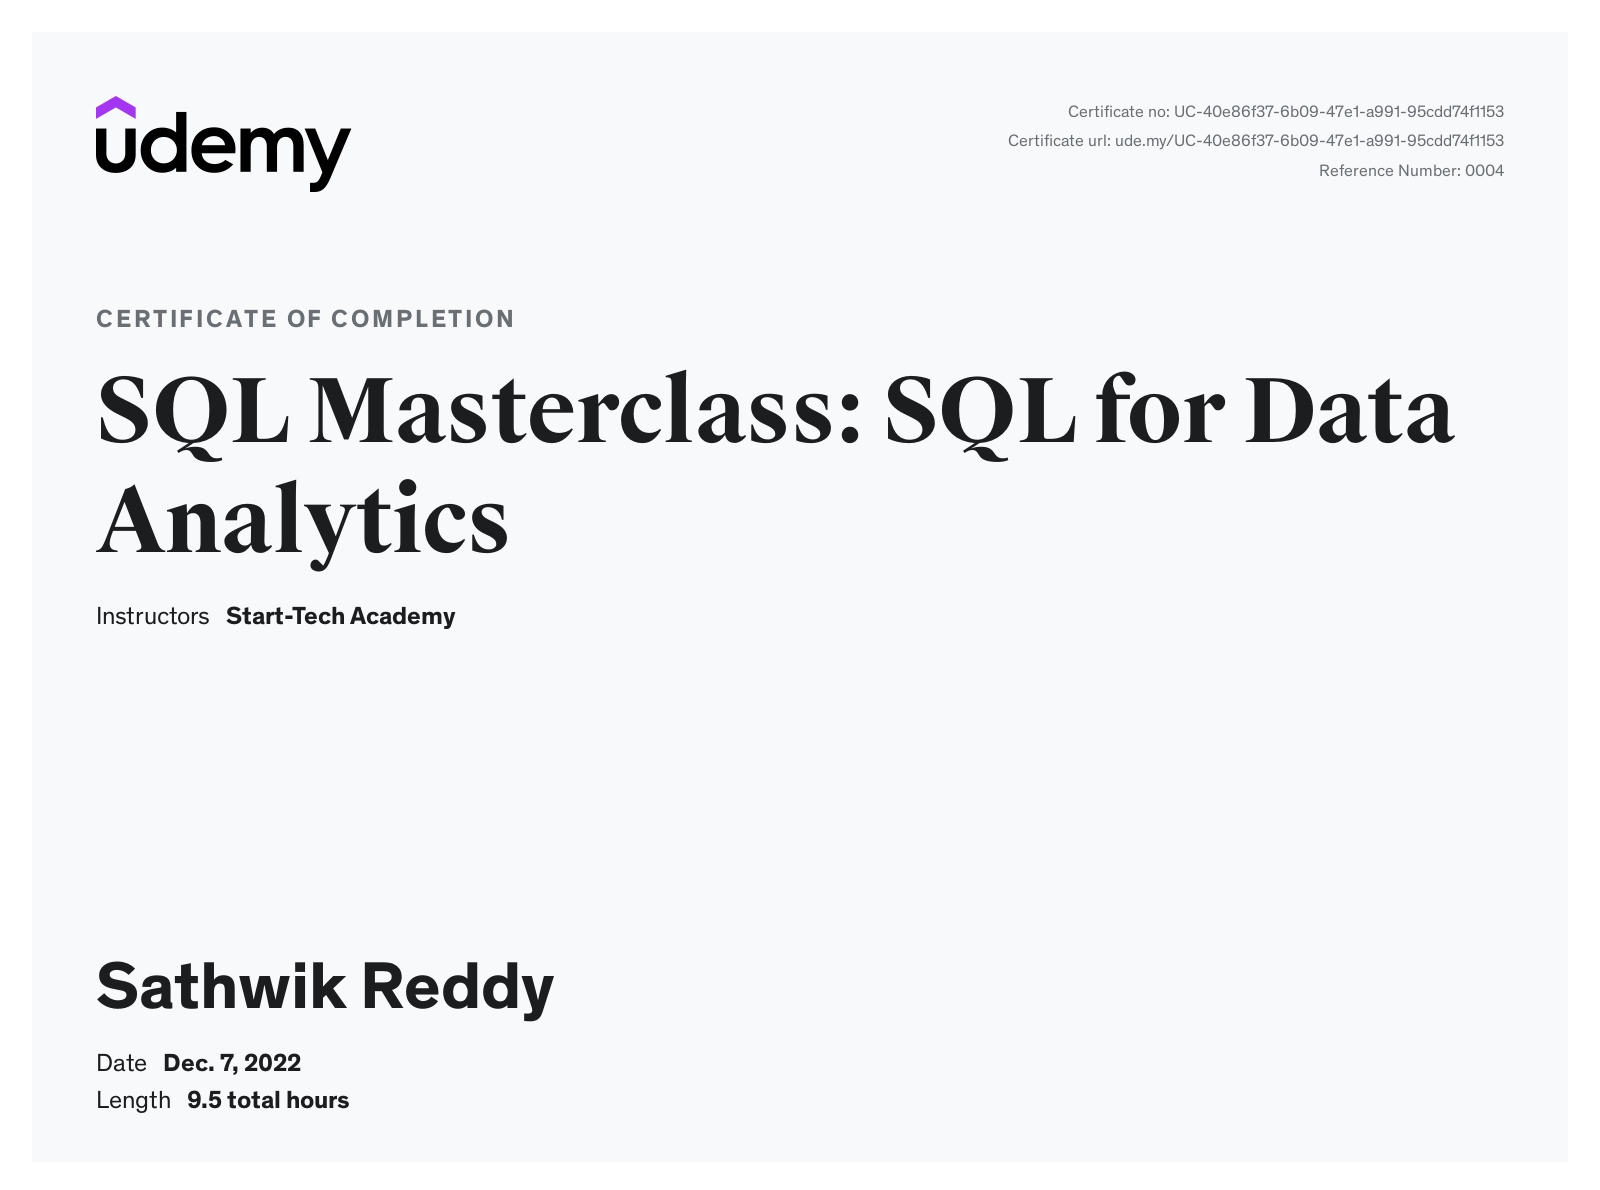 udemy
Certificate no: UC-40e86f37-6b09-47e1-a991-95cdd74f1153
Certificate url: ude.my/UC-40e86f37-6b09-47e1-a991-95cdd74f1153
Reference Number: 0004
CERTIFICATE OF COMPLETION
SQL Masterclass: SQL for Data
Analytics
Instructors Start-Tech Academy
Sathwik Reddy
Date Dec. 7, 2022
Length 9.5 total hours